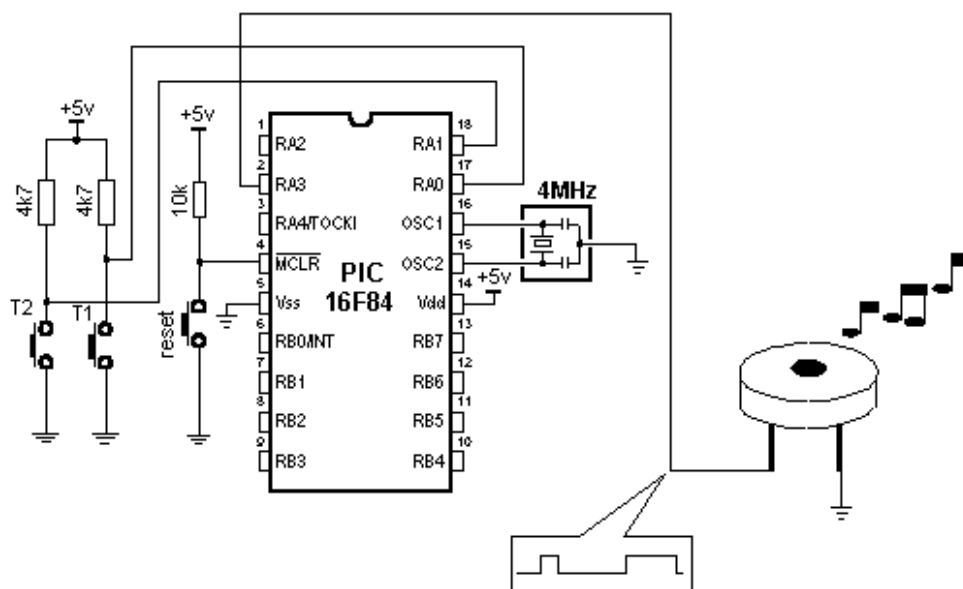 +5v
+5v
4k7
4k7
10k
T2
T1
reset
1
RA2
2
RA3
3
RA4/TOCKI
4
MCLR
5
Vss
6
RB0/INT
7
RB1
8
RB2
9
RB3
PIC
16F84
18
RA1
17
RA0
16
OSC1
15
OSC2
14
Vdd
13
RB7
12
RB6
11
RB5
10
RB4
4MHz
+5v